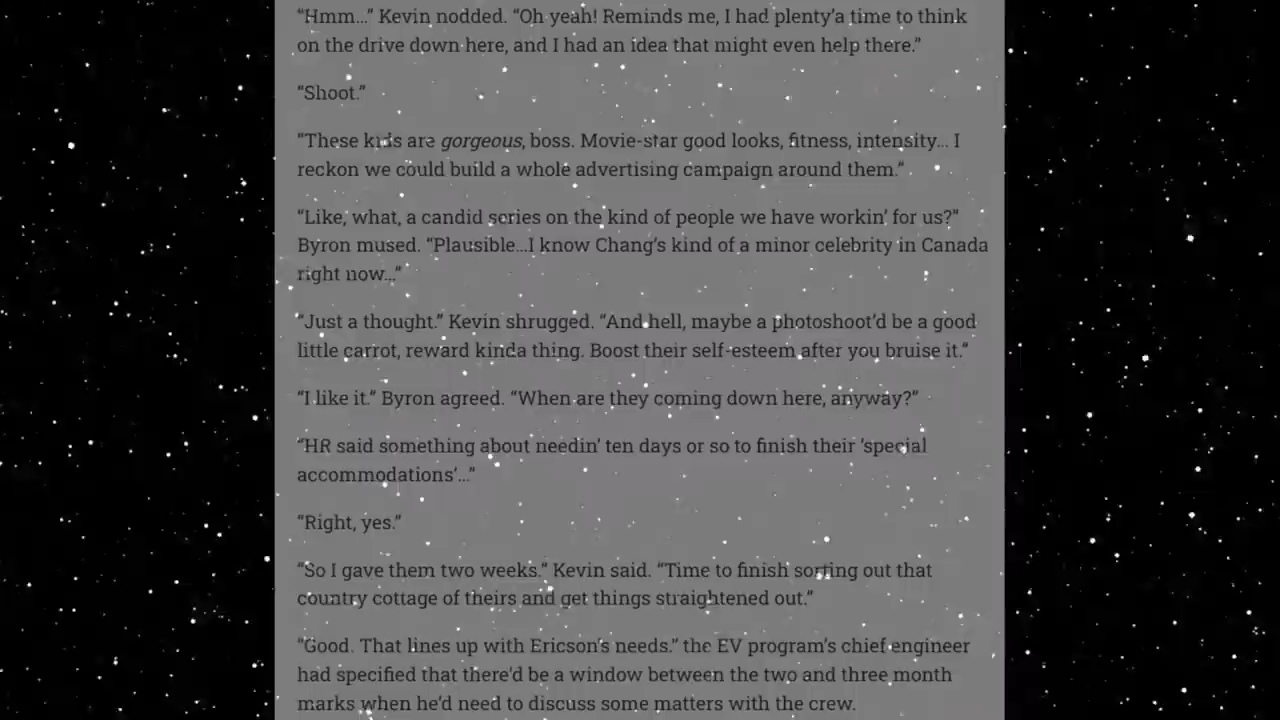 “Hmm…” Kevin nodded. “Oh yeah! Reminds me, I had plenty’a time to think
on the drive down here, and I had an idea that might even help there.”
“Shoot.”
“These kids are gorgeous, boss. Movie-star good looks, fitness, intensity… I
reckon we could build a whole advertising campaign around them.”
“Like, what, a candid series on the kind of people we have workin’ for us?”
Byron mused. “Plausible…I know Chang’s kind of a minor celebrity in Canada
right now…”
“Just a thought.” Kevin shrugged. “And hell, maybe a photoshoot’d be a good
little carrot, reward kinda thing. Boost their self-esteem after you bruise it.”
“I like it.” Byron agreed. “When are they coming down here, anyway?”
“HR said something about needin’ ten days or so to finish their ‘special
accommodations’…”
“Right, yes.”
“So I gave them two weeks.” Kevin said. “Time to finish sorting out that
country cottage of theirs and get things straightened out.”
“Good. That lines up with Ericson’s needs.” the EV program’s chief engineer
had specified that there’d be a window between the two and three month
marks when he’d need to discuss some matters with the crew.